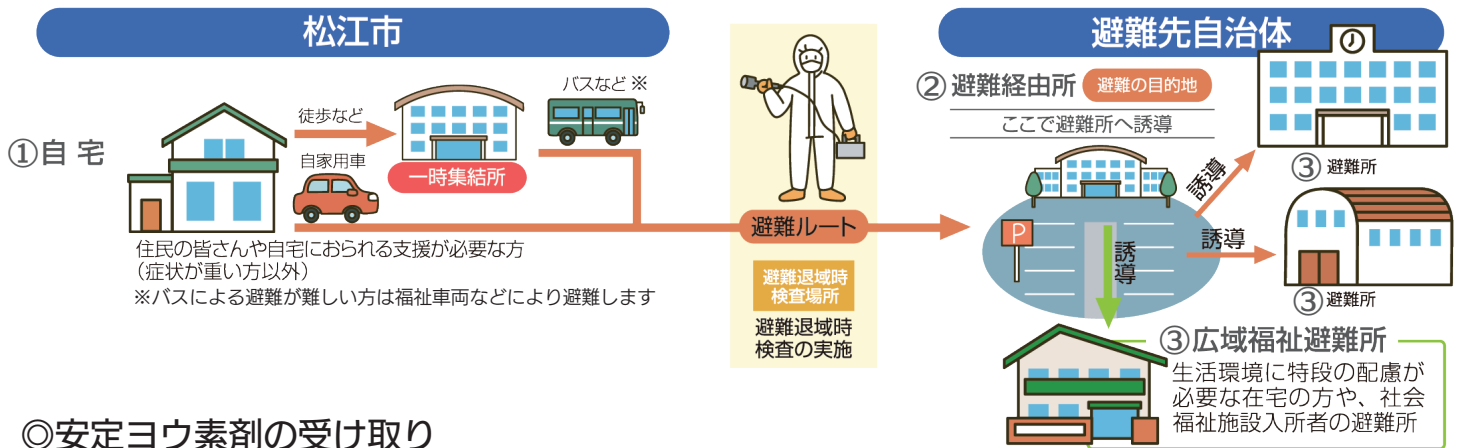 松江市
避難先自治体
①自 宅
徒歩など
自家用車
一時集結所
バスなど※
住民の皆さんや自宅におられる支援が必要な方
（症状が重い方以外）
※バスによる避難が難しい方は福祉車両などにより避難します
避難ルート
避難退域時
検査場所
避難退域時
検査の実施
②避難経由所 避難の目的地
ここで避難所へ誘導
P
誘導
誘導
誘導
③避難所
③避難所
③広域福祉避難所
生活環境に特段の配慮が
必要な在宅の方や、社会
福祉施設入所者の避難所
◎安定ヨウ素剤の受け取り